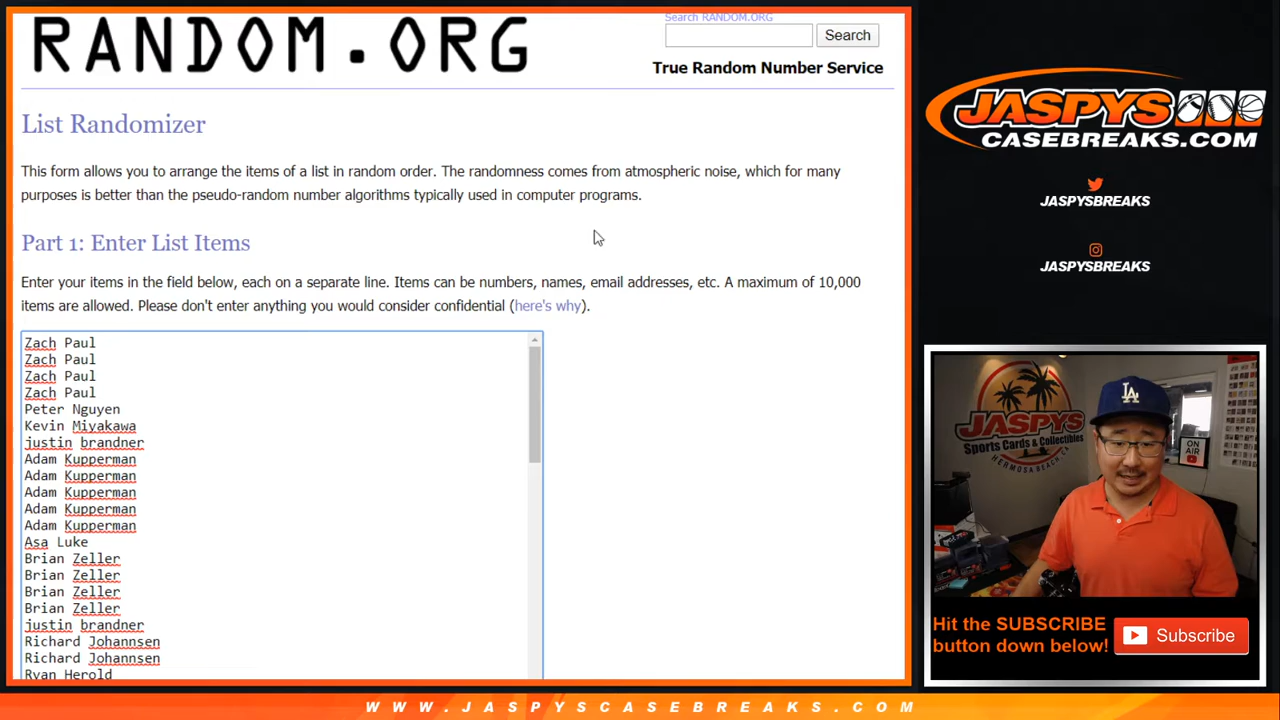 RANDOM.ORG
Search RANDOM.ORG
Search
True Random Number Service
List Randomizer
This form allows you to arrange the items of a list in random order. The randomness comes from atmospheric noise, which for many
purposes is better than the pseudo-random number algorithms typically used in computer programs.
Part 1: Enter List Items
Enter your items in the field below, each on a separate line. Items can be numbers, names, email addresses, etc. A maximum of 10,000
items are allowed. Please don't enter anything you would consider confidential (here's why).
Zach Paul
Zach Paul
Zach Paul
Zach Paul
Peter Nguyen
Kevin Miyakawa
justin brandner
Adam Kupperman
Adam Kupperman
Adam Kupperman
Adam Kupperman
Adam Kupperman
Asa Luke
Brian Zeller
Brian Zeller
Brian Zeller
Brian Zeller
justin brandner
Richard Johannsen
Richard Johannsen
Ryan Herold
JASPYS
CASEBREAKS.COM
JASPYSBREAKS
JASPYSBREAKS
JASPYS
Sports Cards & Collectibles
HERMOSA BEACH, CA
LA
ON
AIR
Hit the SUBSCRIBE
button down below!
Subscribe
WWW.JASPYSCASEBREAKS.COM